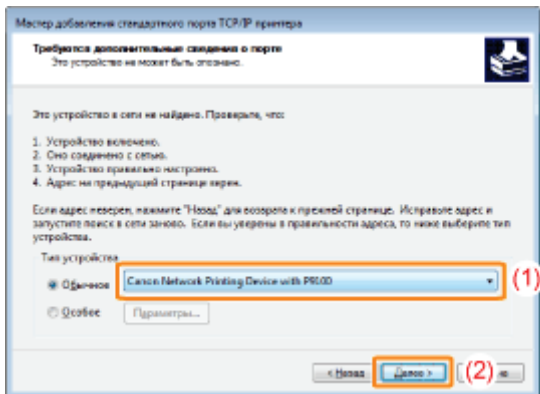 Мастер добавления стандартного порта TCP/IP принтера
Требуются дополнительные сведения о порте
Это устройство не может быть опознано.
Это устройство в сети не найдено. Проверьте, что:
1. Устройство включено.
2. Оно соединено с сетью.
3. Устройство правильно настроено.
4. Адрес на предыдущей странице верен.
Если адрес неверен, нажмите "Назад" для возврата к прежней странице. Исправьте адрес и
запустите поиск в сети заново. Если вы уверены в правильности адреса, то ниже выберите тип
устройства.
Тип устройства
Обычное Canon Network Printing Device with P9100 (1)
Особое Параметры...
< Назад Далее > (2)